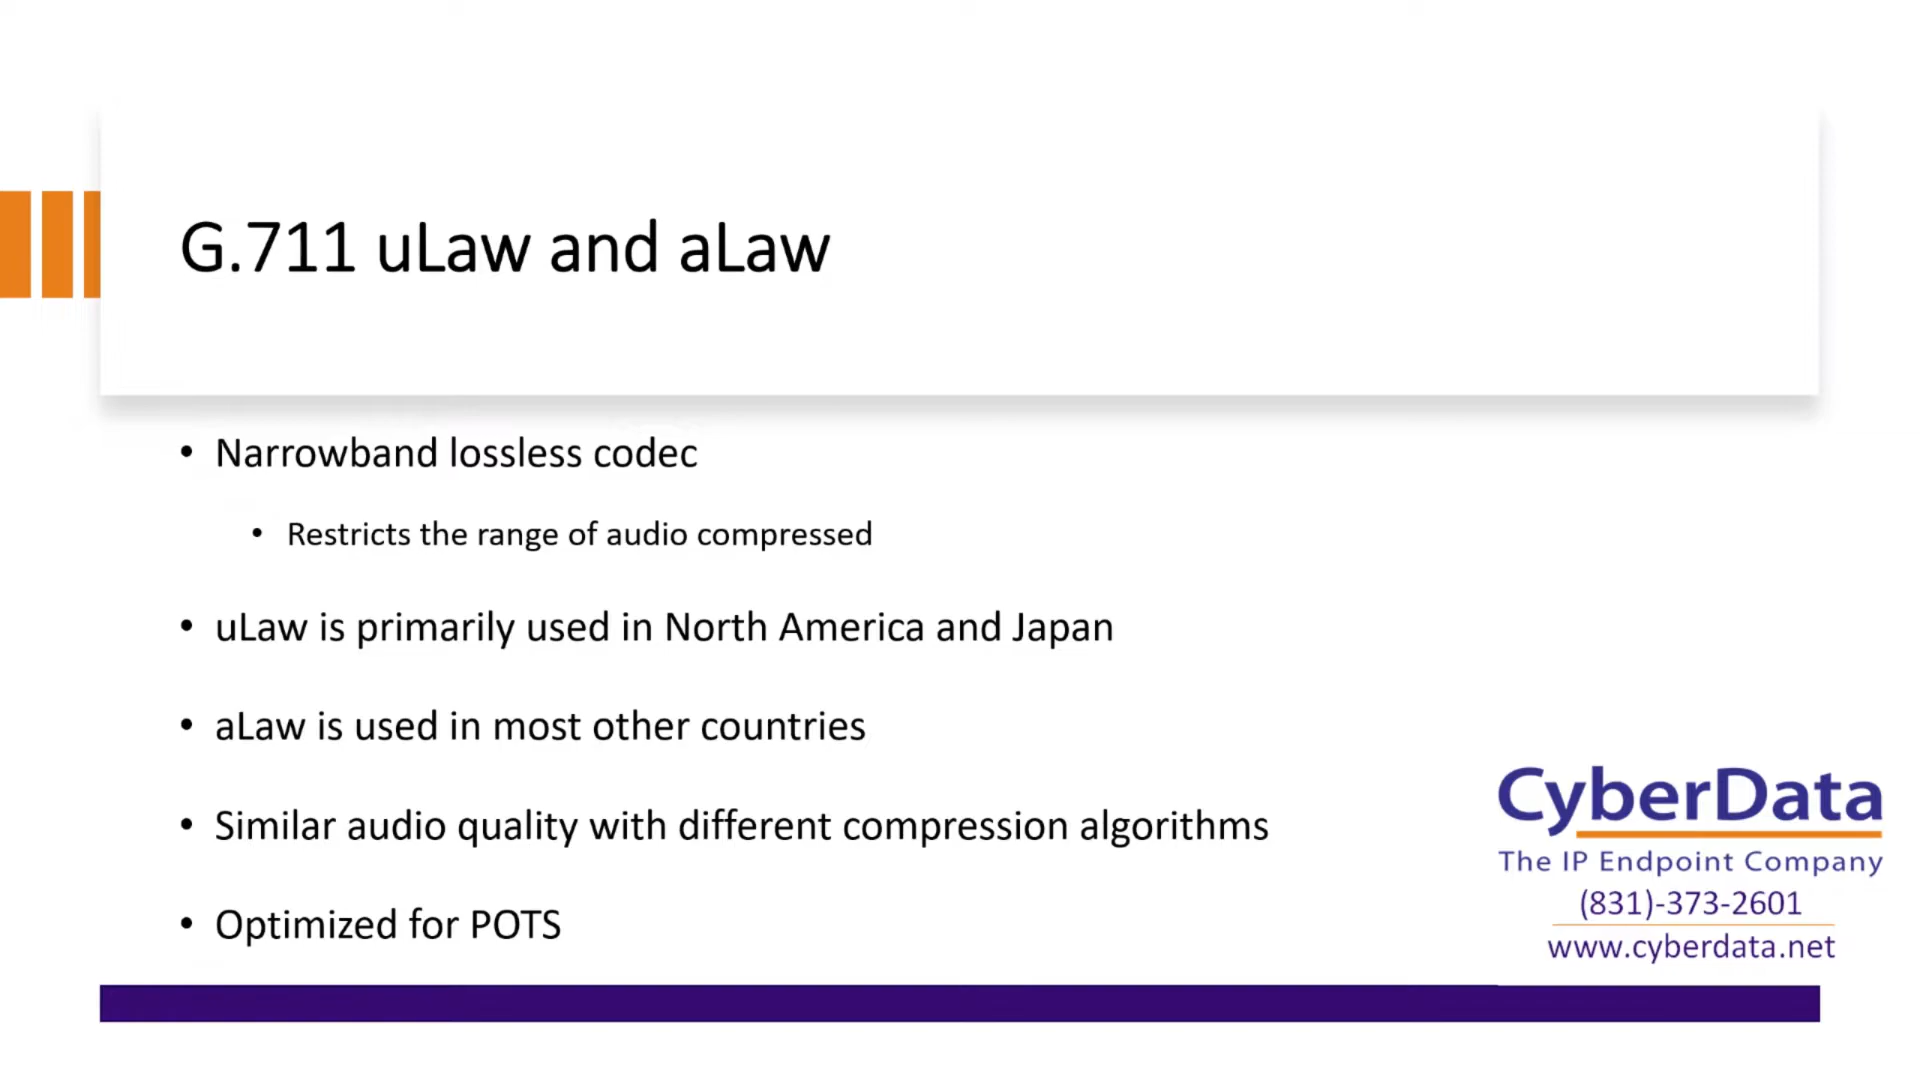 G.711 uLaw and aLaw
• Narrowband lossless codec
• Restricts the range of audio compressed
• uLaw is primarily used in North America and Japan
• aLaw is used in most other countries
• Similar audio quality with different compression algorithms
• Optimized for POTS
CyberData
The IP Endpoint Company
(831)-373-2601
www.cyberdata.net